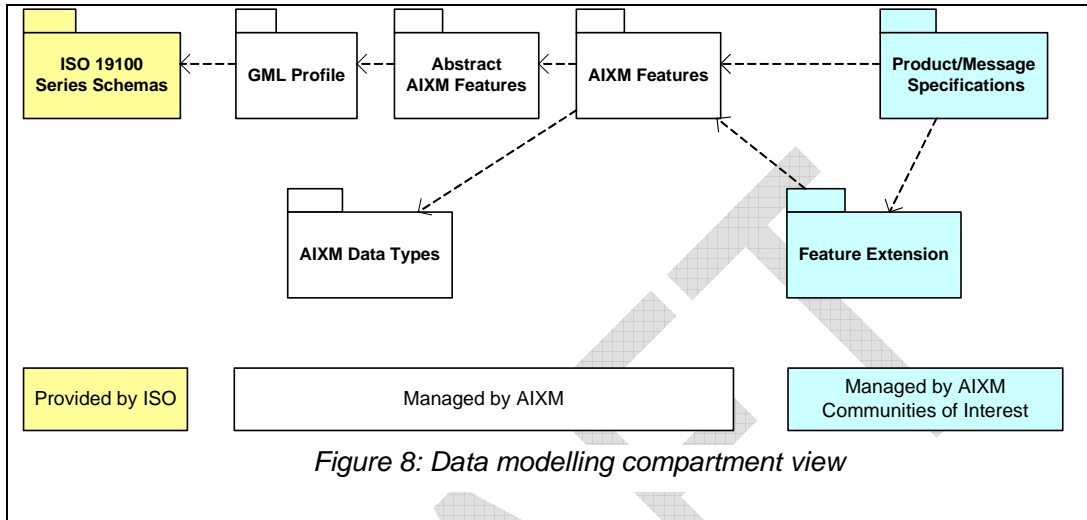 ISO 19100
Series Schemas
GML Profile
Abstract
AIXM Features
AIXM Features
Product/Message
Specifications
AIXM Data Types
Feature Extension
Provided by ISO
Managed by AIXM
Managed by AIXM
Communities of Interest
Figure 8: Data modelling compartment view